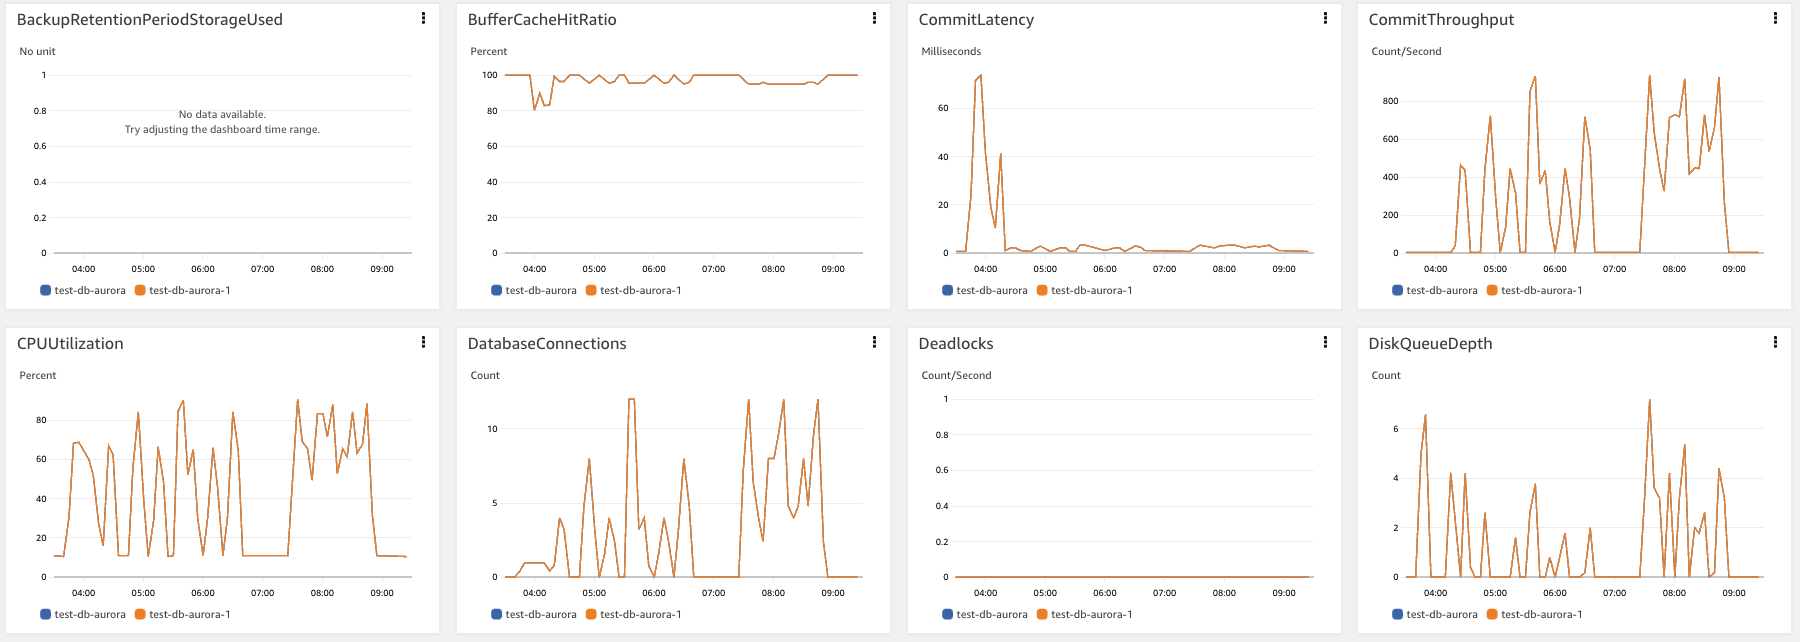 BackupRetentionPeriodStorageUsed
No unit
1
0.8
0.6
0.4
0.2
0
No data available.
Try adjusting the dashboard time range.
04:00 05:00 06:00 07:00 08:00 09:00
test-db-aurora test-db-aurora-1
BufferCacheHitRatio
Percent
100
80
60
40
20
0
04:00 05:00 06:00 07:00 08:00 09:00
test-db-aurora test-db-aurora-1
CommitLatency
Milliseconds
60
40
20
0
04:00 05:00 06:00 07:00 08:00 09:00
test-db-aurora test-db-aurora-1
CommitThroughput
Count/Second
800
600
400
200
0
04:00 05:00 06:00 07:00 08:00 09:00
test-db-aurora test-db-aurora-1
CPUUtilization
Percent
80
60
40
20
0
04:00 05:00 06:00 07:00 08:00 09:00
test-db-aurora test-db-aurora-1
DatabaseConnections
Count
10
5
0
04:00 05:00 06:00 07:00 08:00 09:00
test-db-aurora test-db-aurora-1
Deadlocks
Count/Second
1
0.8
0.6
0.4
0.2
0
04:00 05:00 06:00 07:00 08:00 09:00
test-db-aurora test-db-aurora-1
DiskQueueDepth
Count
6
4
2
0
04:00 05:00 06:00 07:00 08:00 09:00
test-db-aurora test-db-aurora-1